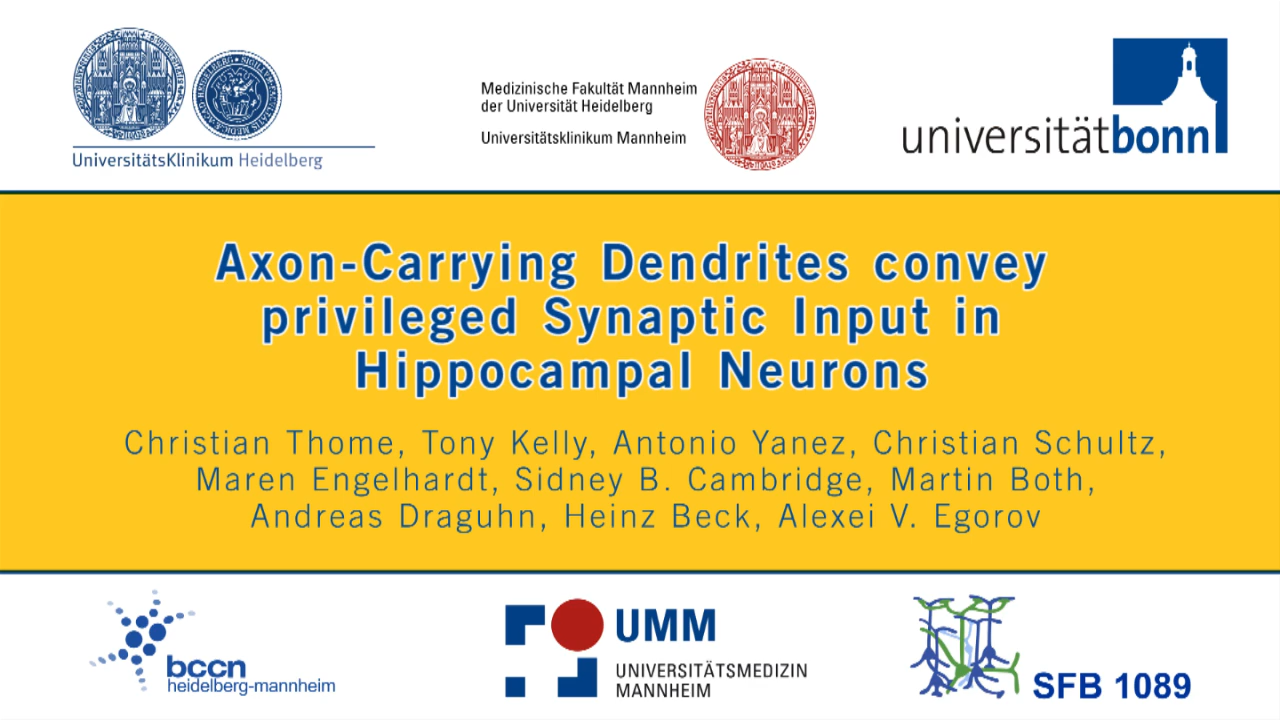 UniversitätsKlinikum Heidelberg
Medizinische Fakultät Mannheim
der Universität Heidelberg
Universitätsklinikum Mannheim
universitätbonn
Axon-Carrying Dendrites convey
privileged Synaptic Input in
Hippocampal Neurons
Christian Thome, Tony Kelly, Antonio Yanez, Christian Schultz,
Maren Engelhardt, Sidney B. Cambridge, Martin Both,
Andreas Draguhn, Heinz Beck, Alexei V. Egorov
bccn
heidelberg-mannheim
UMM
UNIVERSITÄTSMEDIZIN
MANNHEIM
SFB 1089